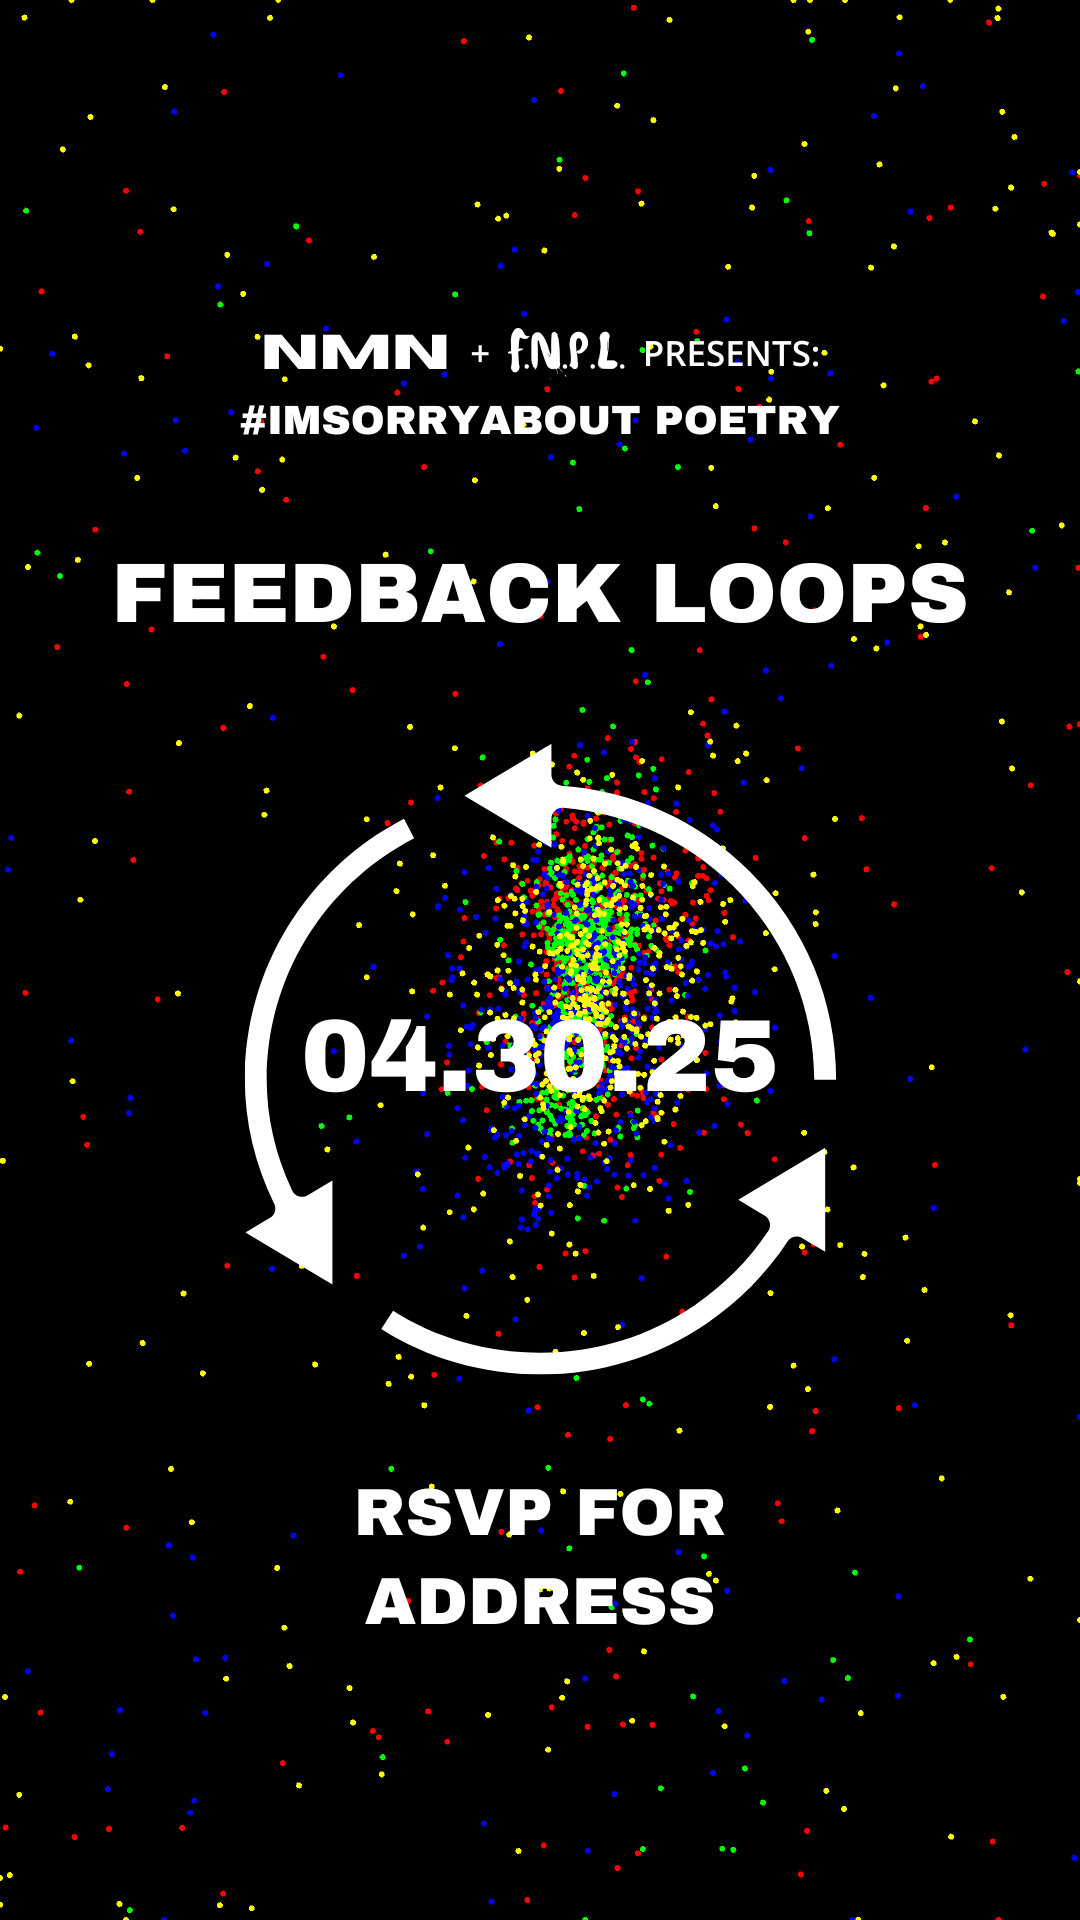 NMN + F.N.P.L. PRESENTS:
#IMSORRYABOUT POETRY
FEEDBACK LOOPS
04.30.25
RSVP FOR
ADDRESS